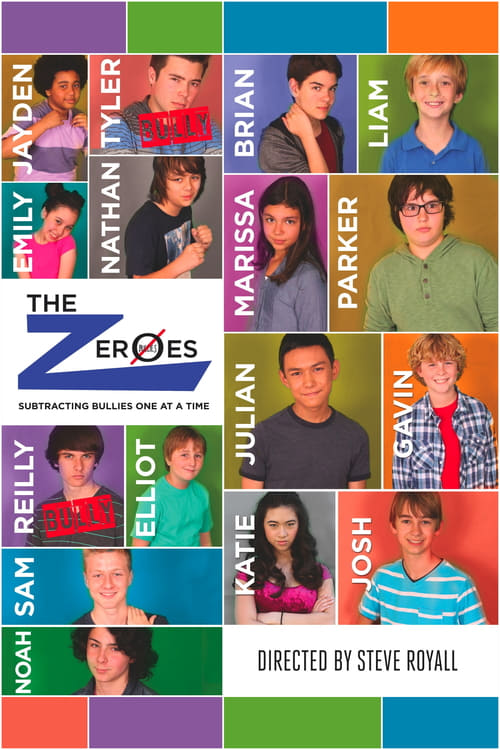 JAYDEN
TYLER
BULLY
BRIAN
LIAM
EMILY
NATHAN
MARISSA
PARKER
THE
ZEROES
SUBTRACTING BULLIES ONE AT A TIME
JULIAN
GAVIN
REILLY
BULLY
ELLIOT
KATIE
JOSH
SAM
NOAH
DIRECTED BY STEVE ROYALL